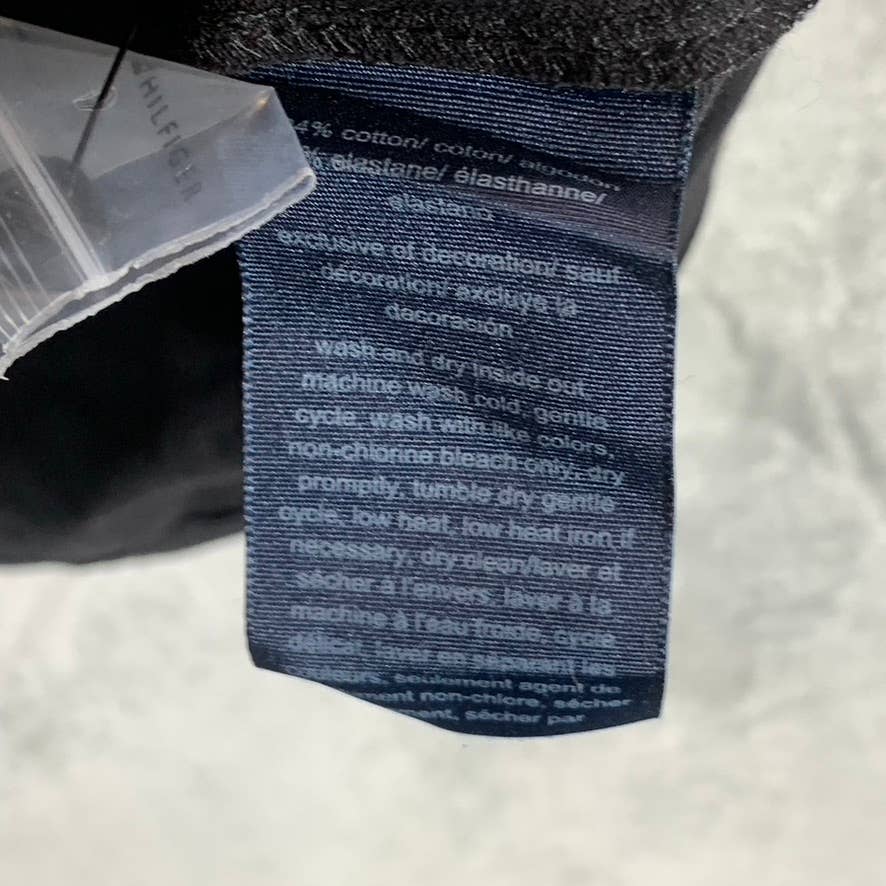 HILFIGER
4% cotton/ coton/ algodón
% elastane/ élasthanne/
elastano
exclusive of decoration/ sauf
décoration/ excluye la
decoración
wash and dry inside out,
machine wash cold, gentle
cycle, wash with like colors,
non-chlorine bleach only, dry
promptly, tumble dry gentle
cycle, low heat, low heat iron if
necessary, dry clean/laver et
sécher à l'envers, laver à la
machine à l'eau froide, cycle
délicat, laver en séparant les
seulement agent de
ment non-chlore, sécher
ment, sécher par